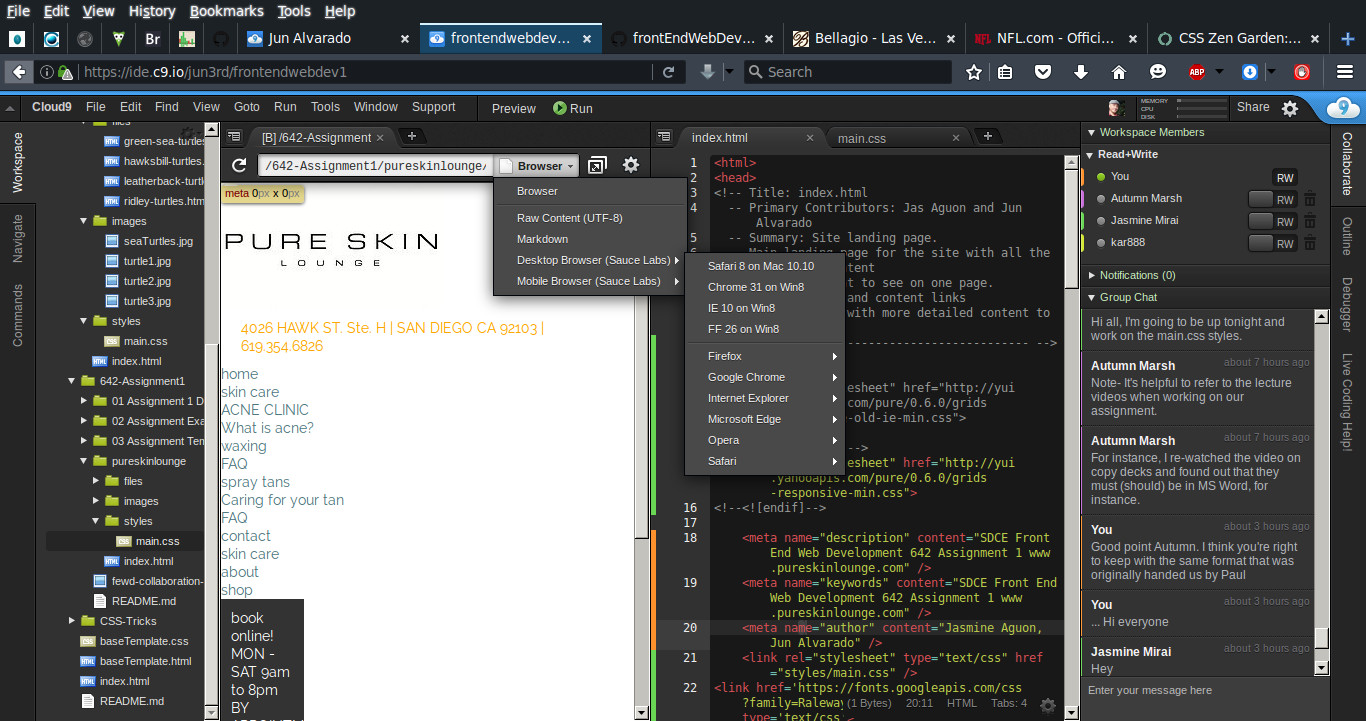 File Edit View History Bookmarks Tools Help
Br
Jun Alvarado ×
frontendwebdev… ×
frontEndWebDev… ×
Bellagio - Las Ve… ×
NFL.com - Offici… ×
CSS Zen Garden:… ×
https://ide.c9.io/jun3rd/frontendwebdev1
Search
ABP
Cloud9 File Edit Find View Goto Run Tools Window Support Preview Run
MEMORY
CPU
DISK
Share
9
Workspace
Navigate
Commands
files
green-sea-turtles
hawksbill-turtles.
leatherback-turtl
ridley-turtles.htm
images
seaTurtles.jpg
turtle1.jpg
turtle2.jpg
turtle3.jpg
styles
main.css
index.html
642-Assignment1
01 Assignment 1 D
02 Assignment Exa
03 Assignment Tem
pureskinlounge
files
images
styles
main.css
index.html
fewd-collaboration-
README.md
CSS-Tricks
baseTemplate.css
baseTemplate.html
index.html
README.md
[B] /642-Assignment ×
/642-Assignment1/pureskinlounge/
Browser
meta 0px x 0px
PURE SKIN
LOUNGE
4026 HAWK ST. Ste. H | SAN DIEGO CA 92103 |
619.354.6826
home
skin care
ACNE CLINIC
What is acne?
waxing
FAQ
spray tans
Caring for your tan
FAQ
contact
skin care
about
shop
book
online!
MON -
SAT 9am
to 8pm
BY
Browser
Raw Content (UTF-8)
Markdown
Desktop Browser (Sauce Labs)
Mobile Browser (Sauce Labs)
Safari 8 on Mac 10.10
Chrome 31 on Win8
IE 10 on Win8
FF 26 on Win8
Firefox
Google Chrome
Internet Explorer
Microsoft Edge
Opera
Safari
index.html ×
main.css ×
1 <html>
2 <head>
3 <!-- Title: index.html
4 -- Primary Contributors: Jas Aguon and Jun
Alvarado
5 -- Summary: Site landing page.
page for the site with all the
tent
t to see on one page.
and content links
with more detailed content to
-------------------------- -->
esheet" href="http://yui
.com/pure/0.6.0/grids
-old-ie-min.css">
-->
esheet" href="http://yui
.yahooapis.com/pure/0.6.0/grids
-responsive-min.css">
16 <!--<![endif]-->
17
18 <meta name="description" content="SDCE Front
End Web Development 642 Assignment 1 www
.pureskinlounge.com" />
19 <meta name="keywords" content="SDCE Front End
Web Development 642 Assignment 1 www
.pureskinlounge.com" />
20 <meta name="author" content="Jasmine Aguon,
Jun Alvarado" />
21 <link rel="stylesheet" type="text/css" href
="styles/main.css" />
22 <link href='https://fonts.googleapis.com/css
?family=Raleway
type='text/css'
(1 Bytes) 20:11 HTML Tabs: 4
Workspace Members
Read+Write
You RW
Autumn Marsh RW
Jasmine Mirai RW
kar888 RW
Notifications (0)
Group Chat
Hi all, I'm going to be up tonight and
work on the main.css styles.
about 7 hours ago
Autumn Marsh
Note- It's helpful to refer to the lecture
videos when working on our
assignment.
about 7 hours ago
Autumn Marsh
For instance, I re-watched the video on
copy decks and found out that they
must (should) be in MS Word, for
instance.
about 3 hours ago
You
Good point Autumn. I think you're right
to keep with the same format that was
originally handed us by Paul
about 3 hours ago
You
... Hi everyone
about 3 hours ago
Jasmine Mirai
Hey
Enter your message here
Collaborate
Outline
Debugger
Live Coding Help!